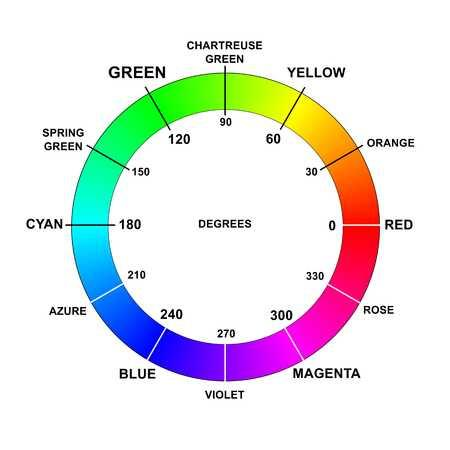 CHARTREUSE
GREEN
GREEN
YELLOW
90
120
60
SPRING
GREEN
ORANGE
150
30
CYAN
180
DEGREES
0
RED
210
330
AZURE
ROSE
240
300
270
BLUE
MAGENTA
VIOLET